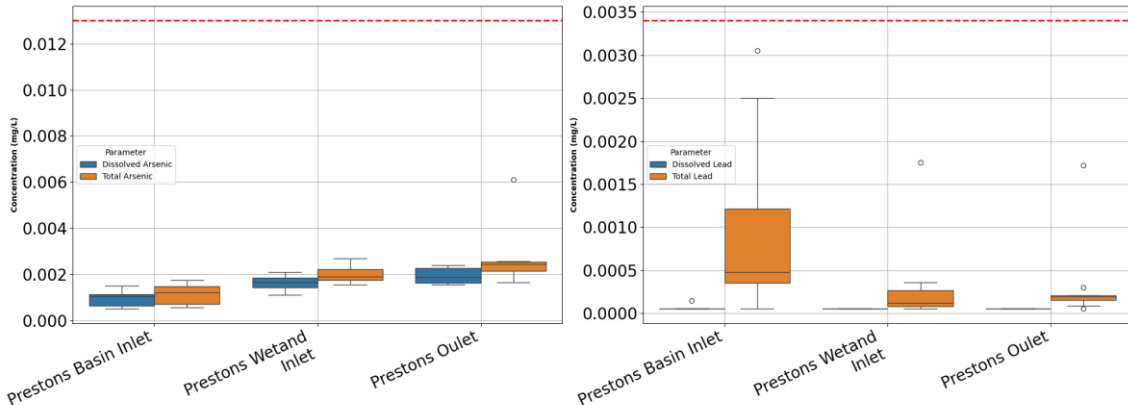 Concentration (mg/L)
0.012
0.010
0.008
0.006
0.004
0.002
0.000
Parameter
Dissolved Arsenic
Total Arsenic
Prestons Basin Inlet
Prestons Wetand
Inlet
Prestons Oulet
Concentration (mg/L)
0.0035
0.0030
0.0025
0.0020
0.0015
0.0010
0.0005
0.0000
Parameter
Dissolved Lead
Total Lead
Prestons Basin Inlet
Prestons Wetand
Inlet
Prestons Oulet